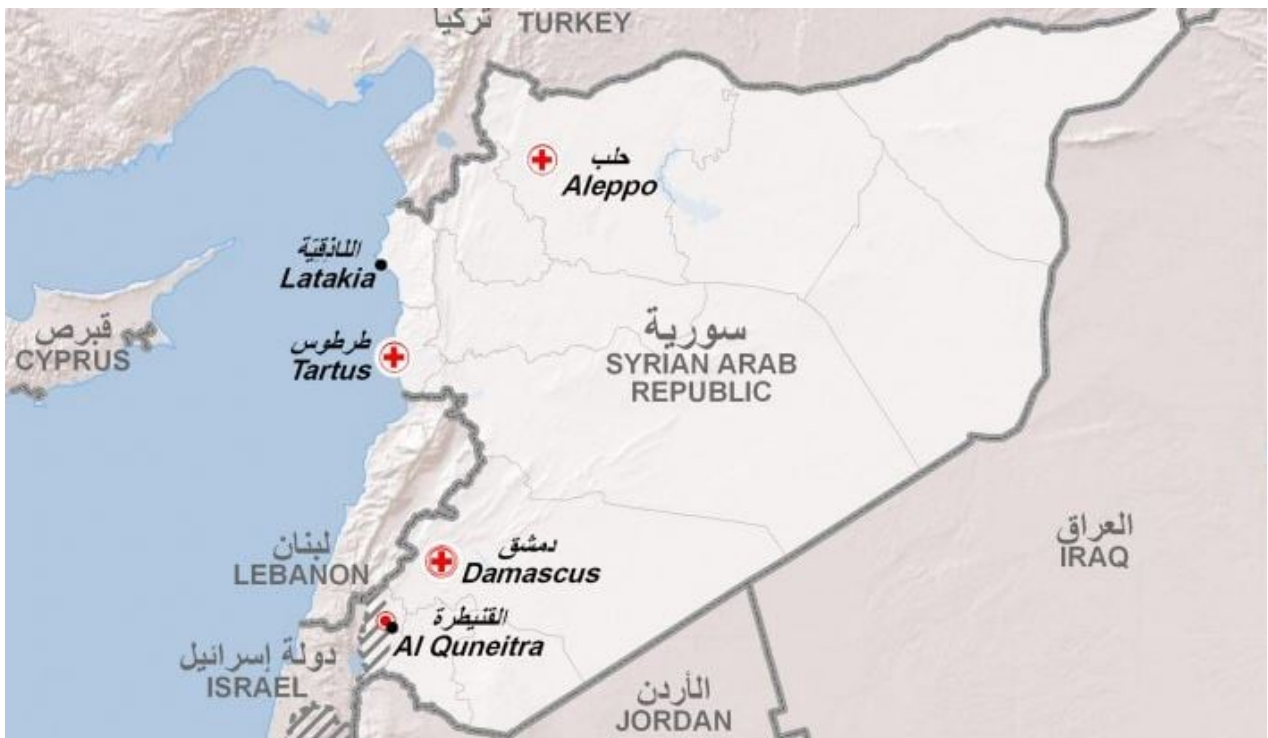 تركيا
TURKEY
حلب
Aleppo
اللاذقيّة
Latakia
قبرص
CYPRUS
طرطوس
Tartus
سورية
SYRIAN ARAB
REPUBLIC
لبنان
LEBANON
دمشق
Damascus
العراق
IRAQ
القنيطرة
Al Quneitra
دولة إسرائيل
ISRAEL
الأردن
JORDAN